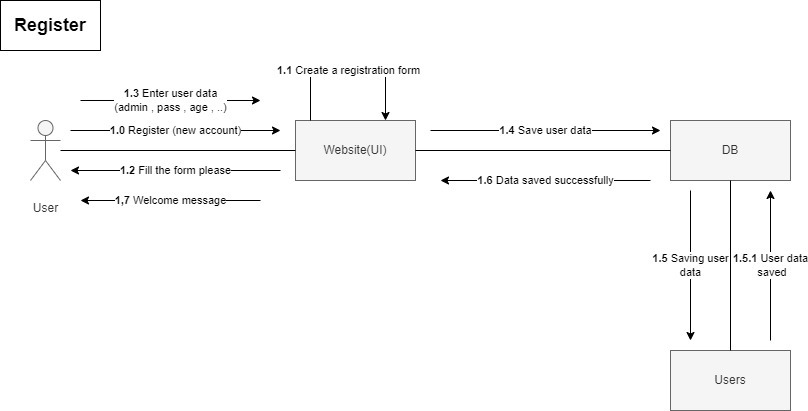 Register
1.1 Create a registration form
1.3 Enter user data
(admin , pass , age , ..)
1.0 Register (new account)
Website(UI)
1.4 Save user data
DB
1.2 Fill the form please
1.6 Data saved successfully
1,7 Welcome message
User
1.5 Saving user
data
1.5.1 User data
saved
Users